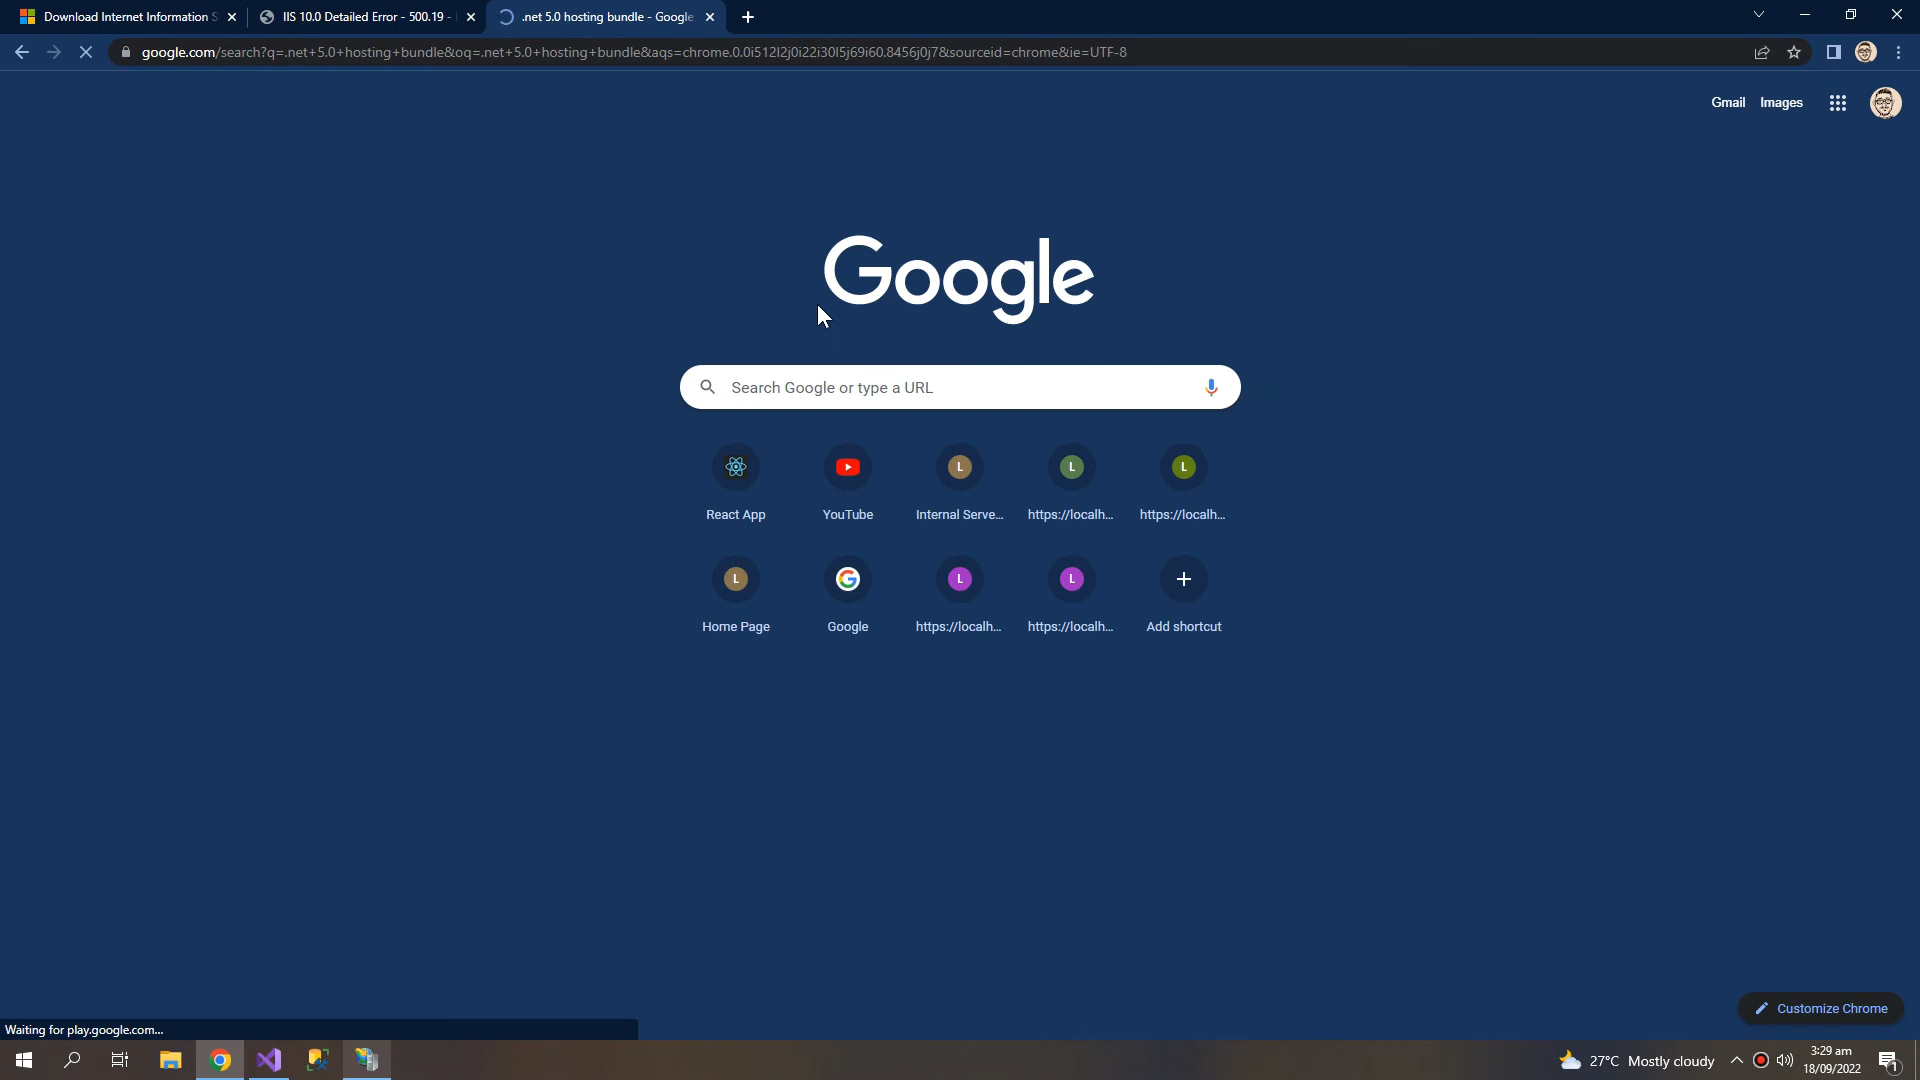 Download Internet Information S
IIS 10.0 Detailed Error - 500.19 -
.net 5.0 hosting bundle - Google
google.com/search?q=.net+5.0+hosting+bundle&oq=.net+5.0+hosting+bundle&aqs=chrome.0.0i512l2j0i22i30l5j69i60.8456j0j7&sourceid=chrome&ie=UTF-8
Gmail Images
Google
Search Google or type a URL
L L L
React App YouTube Internal Serve... https://localh... https://localh...
L L L
Home Page Google https://localh... https://localh... Add shortcut
Customize Chrome
Waiting for play.google.com...
27°C Mostly cloudy
3:29 am
18/09/2022
1